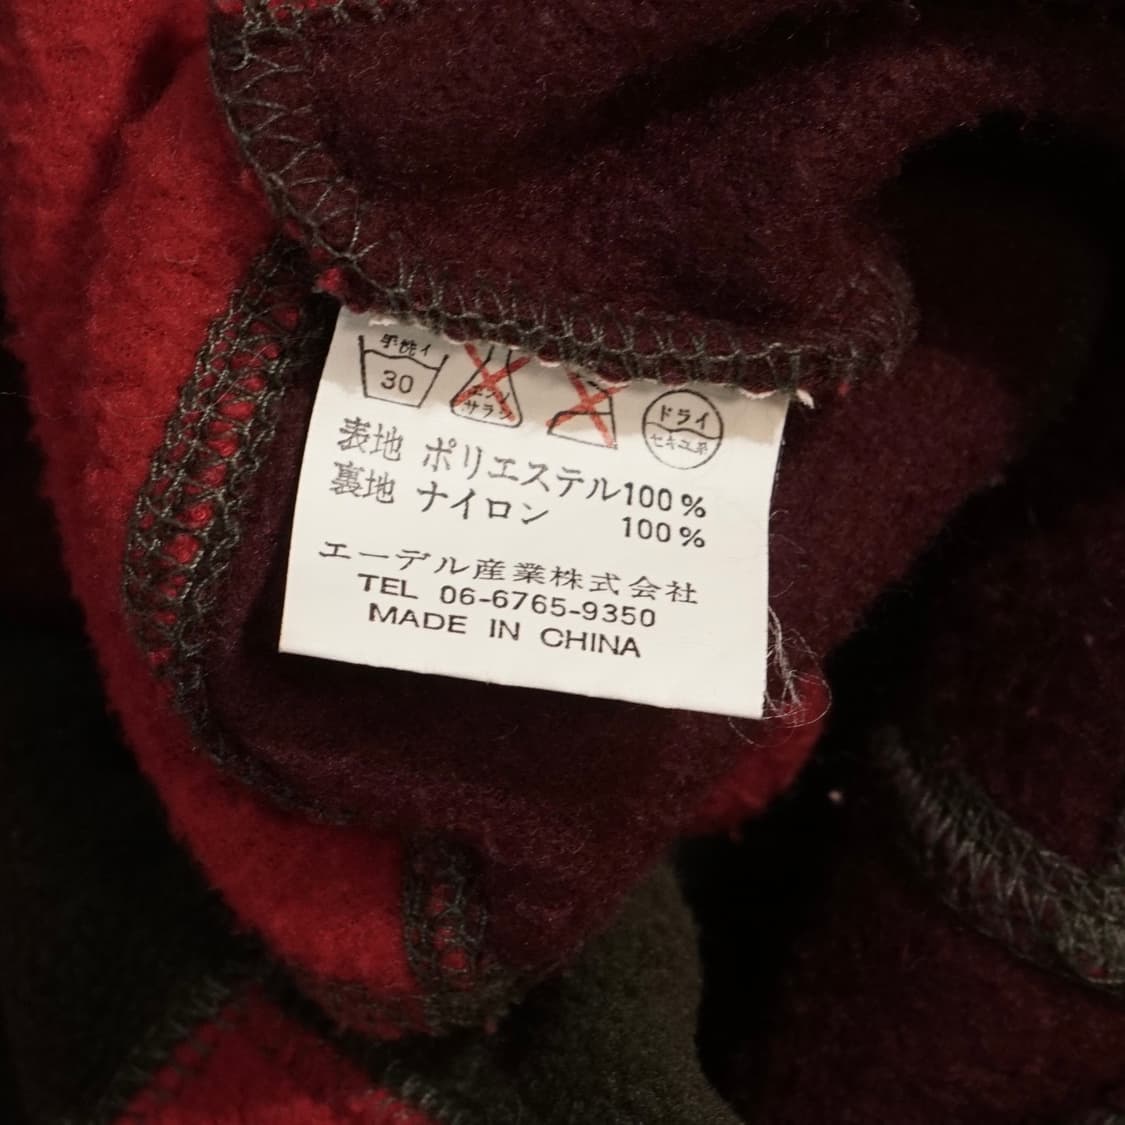 手洗イ 30 エンソ サラシ ドライ セキユ系
表地 ポリエステル100%
裏地 ナイロン 100%
エーデル産業株式会社
TEL 06-6765-9350
MADE IN CHINA